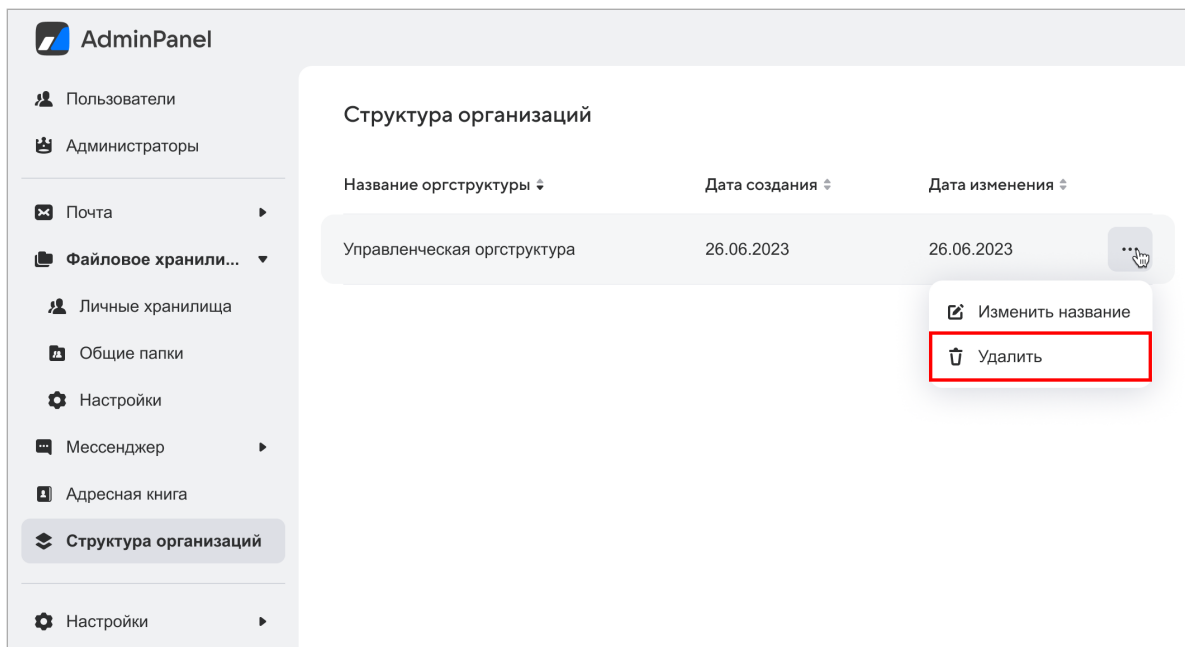 AdminPanel
Пользователи
Администраторы
Почта
Файловое хранили...
Личные хранилища
Общие папки
Настройки
Мессенджер
Адресная книга
Структура организаций
Настройки
Структура организаций
Название оргструктуры Дата создания Дата изменения
Управленческая оргструктура 26.06.2023 26.06.2023
Изменить название
Удалить